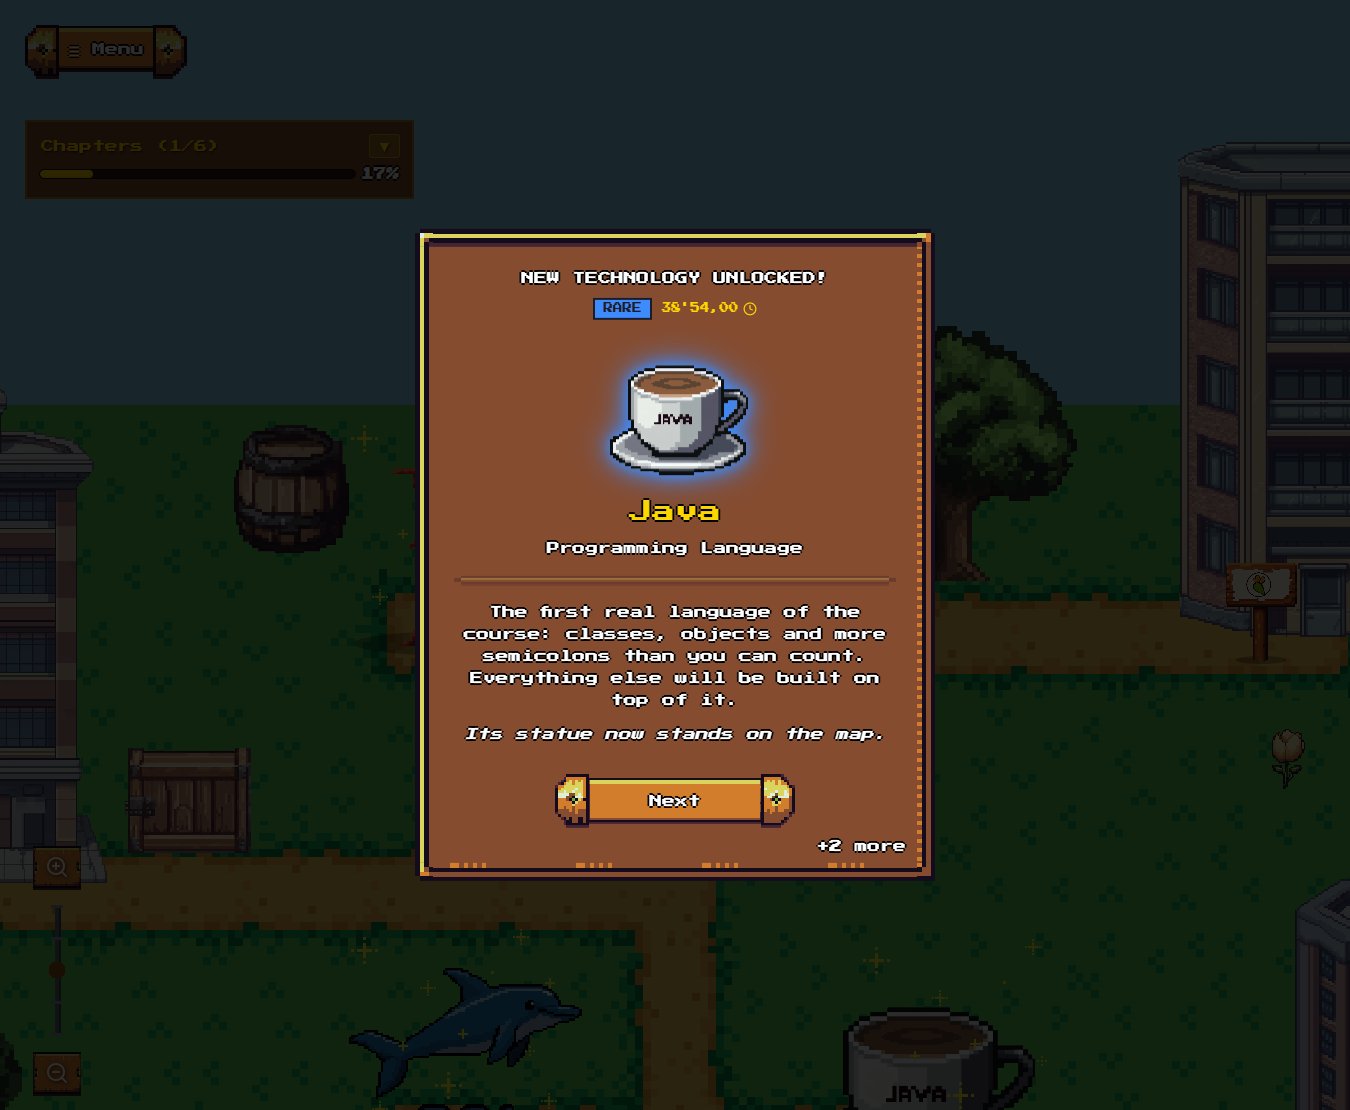 Menu
Chapters (1/6)
▼
17%
NEW TECHNOLOGY UNLOCKED!
RARE 38'54,00
JAVA
Java
Programming Language
The first real language of the
course: classes, objects and more
semicolons than you can count.
Everything else will be built on
top of it.
Its statue now stands on the map.
Next
+2 more
JAVA